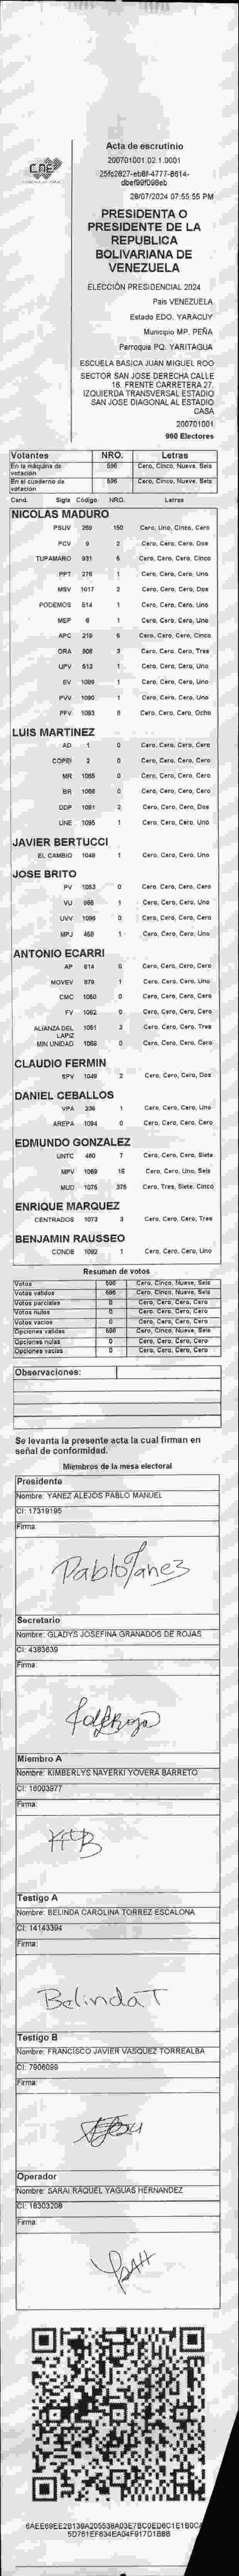 CNE
Acta de escrutinio
200701001.02.1.0001
25fc2827-eb8f-4777-8614-
dbef99f098eb
28/07/2024 07:55:55 PM
PRESIDENTA O
PRESIDENTE DE LA
REPUBLICA
BOLIVARIANA DE
VENEZUELA
ELECCIÓN PRESIDENCIAL 2024
País VENEZUELA
Estado EDO. YARACUY
Municipio MP. PEÑA
Parroquia PQ. YARITAGUA
ESCUELA BASICA JUAN MIGUEL ROO
SECTOR SAN JOSE DERECHA CALLE
16. FRENTE CARRETERA 27.
IZQUIERDA TRANSVERSAL ESTADIO
SAN JOSE DIAGONAL AL ESTADIO
CASA
200701001
960 Electores
Votantes NRO. Letras
En la máquina de votación 596 Cero, Cinco, Nueve, Seis
En el cuaderno de votación 596 Cero, Cinco, Nueve, Seis
Cand. Sigla Código NRO. Letras
NICOLAS MADURO
PSUV 269 150 Cero, Uno, Cinco, Cero
PCV 9 2 Cero, Cero, Cero, Dos
TUPAMARO 931 5 Cero, Cero, Cero, Cinco
PPT 276 1 Cero, Cero, Cero, Uno
MSV 1017 2 Cero, Cero, Cero, Dos
PODEMOS 514 1 Cero, Cero, Cero, Uno
MEP 6 1 Cero, Cero, Cero, Uno
APC 219 5 Cero, Cero, Cero, Cinco
ORA 906 3 Cero, Cero, Cero, Tres
UPV 512 1 Cero, Cero, Cero, Uno
EV 1089 1 Cero, Cero, Cero, Uno
PVV 1090 1 Cero, Cero, Cero, Uno
PFV 1093 8 Cero, Cero, Cero, Ocho
LUIS MARTINEZ
AD 1 0 Cero, Cero, Cero, Cero
COPEI 2 0 Cero, Cero, Cero, Cero
MR 1065 0 Cero, Cero, Cero, Cero
BR 1066 0 Cero, Cero, Cero, Cero
DDP 1091 2 Cero, Cero, Cero, Dos
UNE 1095 1 Cero, Cero, Cero, Uno
JAVIER BERTUCCI
EL CAMBIO 1048 1 Cero, Cero, Cero, Uno
JOSE BRITO
PV 1053 0 Cero, Cero, Cero, Cero
VU 968 1 Cero, Cero, Cero, Uno
UVV 1096 0 Cero, Cero, Cero, Cero
MPJ 459 1 Cero, Cero, Cero, Uno
ANTONIO ECARRI
AP 914 0 Cero, Cero, Cero, Cero
MOVEV 978 1 Cero, Cero, Cero, Uno
CMC 1050 0 Cero, Cero, Cero, Cero
FV 1062 0 Cero, Cero, Cero, Cero
ALIANZA DEL LAPIZ 1051 3 Cero, Cero, Cero, Tres
MIN UNIDAD 1068 0 Cero, Cero, Cero, Cero
CLAUDIO FERMIN
SPV 1049 2 Cero, Cero, Cero, Dos
DANIEL CEBALLOS
VPA 236 1 Cero, Cero, Cero, Uno
AREPA 1094 0 Cero, Cero, Cero, Cero
EDMUNDO GONZALEZ
UNTC 460 7 Cero, Cero, Cero, Siete
MPV 1069 16 Cero, Cero, Uno, Seis
MUD 1075 375 Cero, Tres, Siete, Cinco
ENRIQUE MARQUEZ
CENTRADOS 1073 3 Cero, Cero, Cero, Tres
BENJAMIN RAUSSEO
CONDE 1092 1 Cero, Cero, Cero, Uno
Resumen de votos
Votos 596 Cero, Cinco, Nueve, Seis
Votos validos 596 Cero, Cinco, Nueve, Seis
Votos parciales 0 Cero, Cero, Cero, Cero
Votos nulos 0 Cero, Cero, Cero, Cero
Votos vacíos 0 Cero, Cero, Cero, Cero
Opciones validas 596 Cero, Cinco, Nueve, Seis
Opciones nulas 0 Cero, Cero, Cero, Cero
Opciones vacías 0 Cero, Cero, Cero, Cero
Observaciones:
Se levanta la presente acta la cual firman en
señal de conformidad.
Miembros de la mesa electoral
Presidente
Nombre: YANEZ ALEJOS PABLO MANUEL
CI: 17319195
Firma:
Pablo Yanez
Secretario
Nombre: GLADYS JOSEFINA GRANADOS DE ROJAS
CI: 4383639
Firma:
Miembro A
Nombre: KIMBERLYS NAYERKI YOVERA BARRETO
CI: 16003977
Firma:
Testigo A
Nombre: BELINDA CAROLINA TORREZ ESCALONA
CI: 14143394
Firma:
Belinda T
Testigo B
Nombre: FRANCISCO JAVIER VASQUEZ TORREALBA
CI: 7906099
Firma:
Operador
Nombre: SARAI RAQUEL YAGUAS HERNANDEZ
CI: 18303208
Firma: